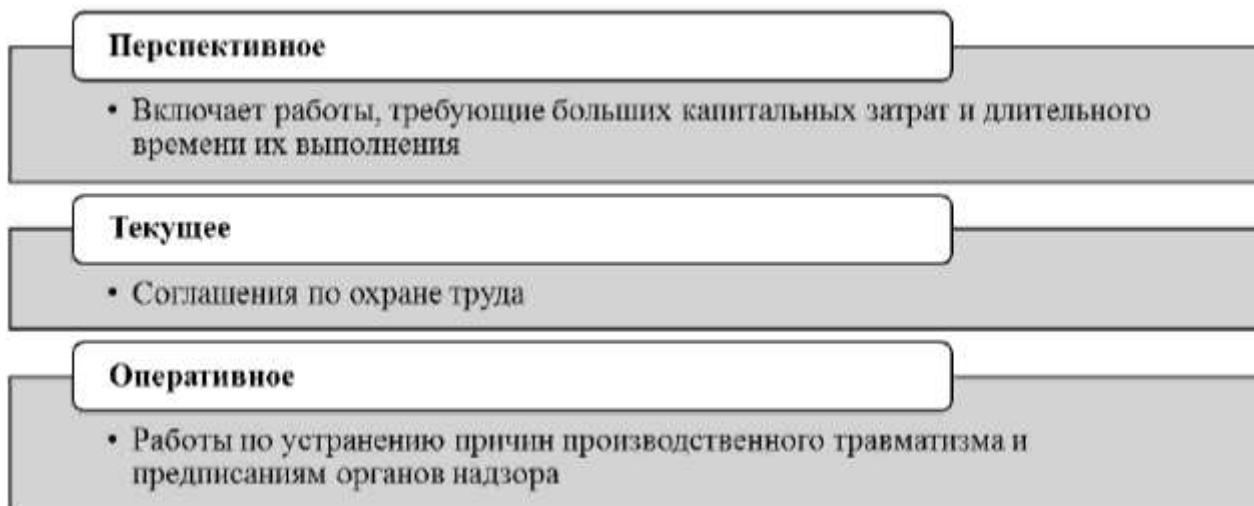 Перспективное
• Включает работы, требующие больших капитальных затрат и длительного
времени их выполнения
Текущее
• Соглашения по охране труда
Оперативное
• Работы по устранению причин производственного травматизма и
предписаниям органов надзора